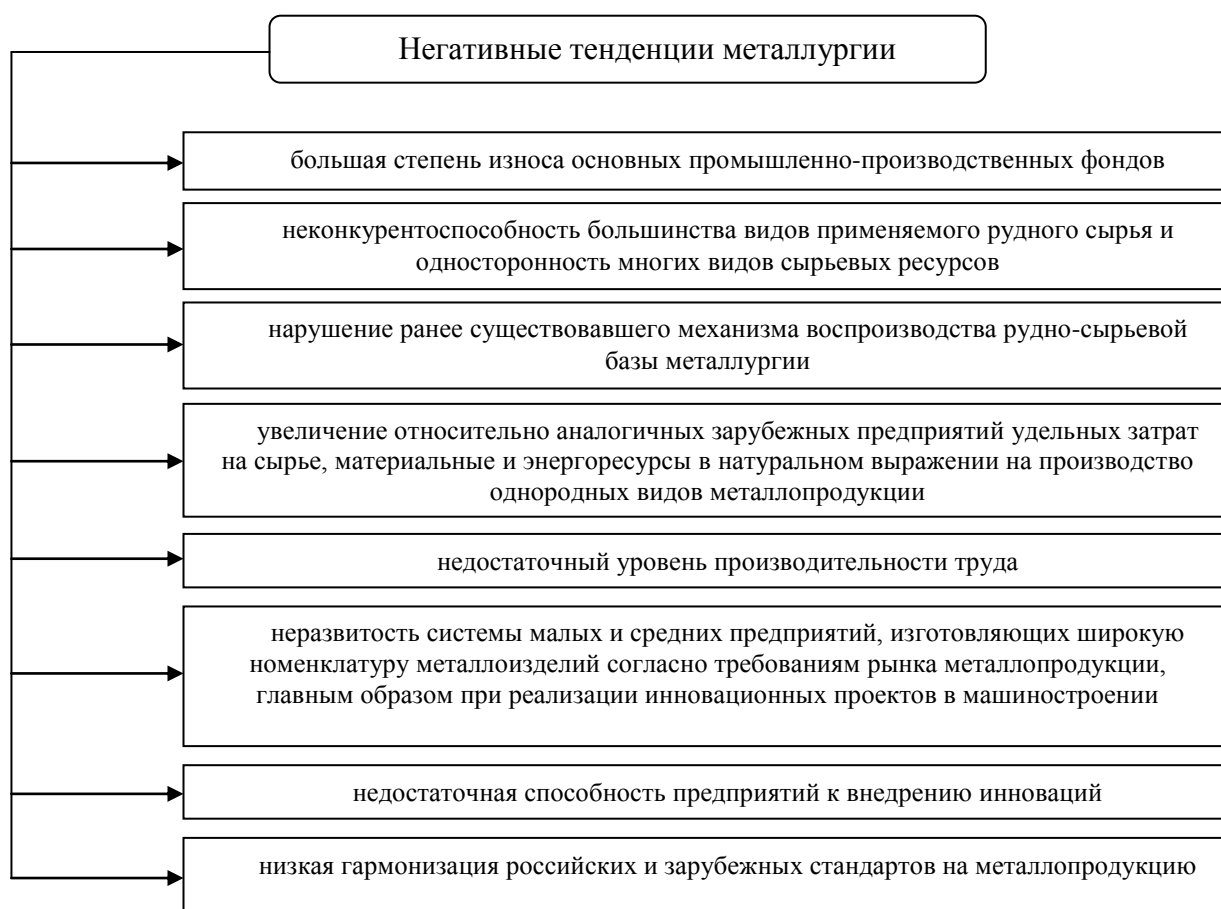 Негативные тенденции металлургии
большая степень износа основных промышленно-производственных фондов
неконкурентоспособность большинства видов применяемого рудного сырья и
односторонность многих видов сырьевых ресурсов
нарушение ранее существовавшего механизма воспроизводства рудно-сырьевой
базы металлургии
увеличение относительно аналогичных зарубежных предприятий удельных затрат
на сырье, материальные и энергоресурсы в натуральном выражении на производство
однородных видов металлопродукции
недостаточный уровень производительности труда
неразвитость системы малых и средних предприятий, изготовляющих широкую
номенклатуру металлоизделий согласно требованиям рынка металлопродукции,
главным образом при реализации инновационных проектов в машиностроении
недостаточная способность предприятий к внедрению инноваций
низкая гармонизация российских и зарубежных стандартов на металлопродукцию